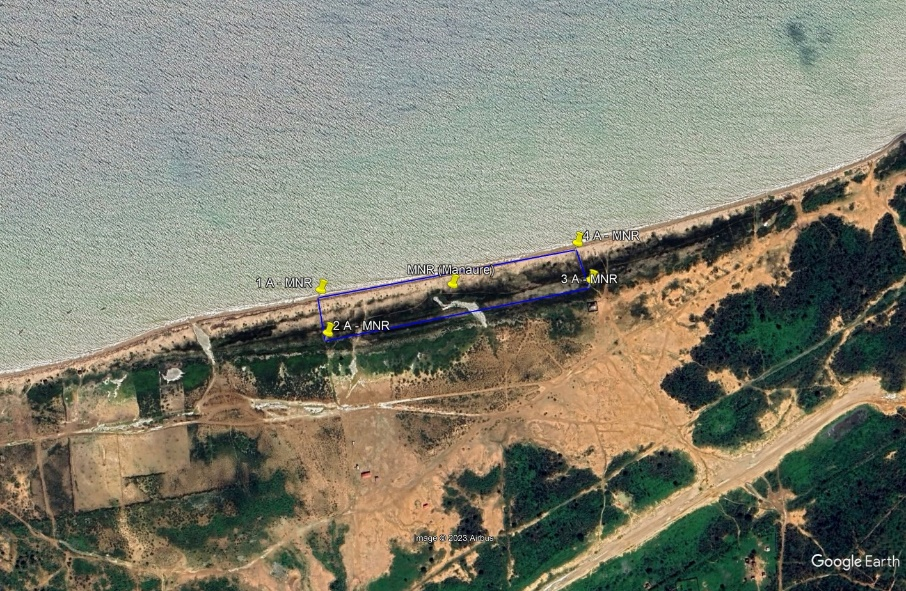 4 A - MNR
MNR (Manaure)
3 A - MNR
1 A - MNR
2 A - MNR
Image © 2023 Airbus
Google Earth